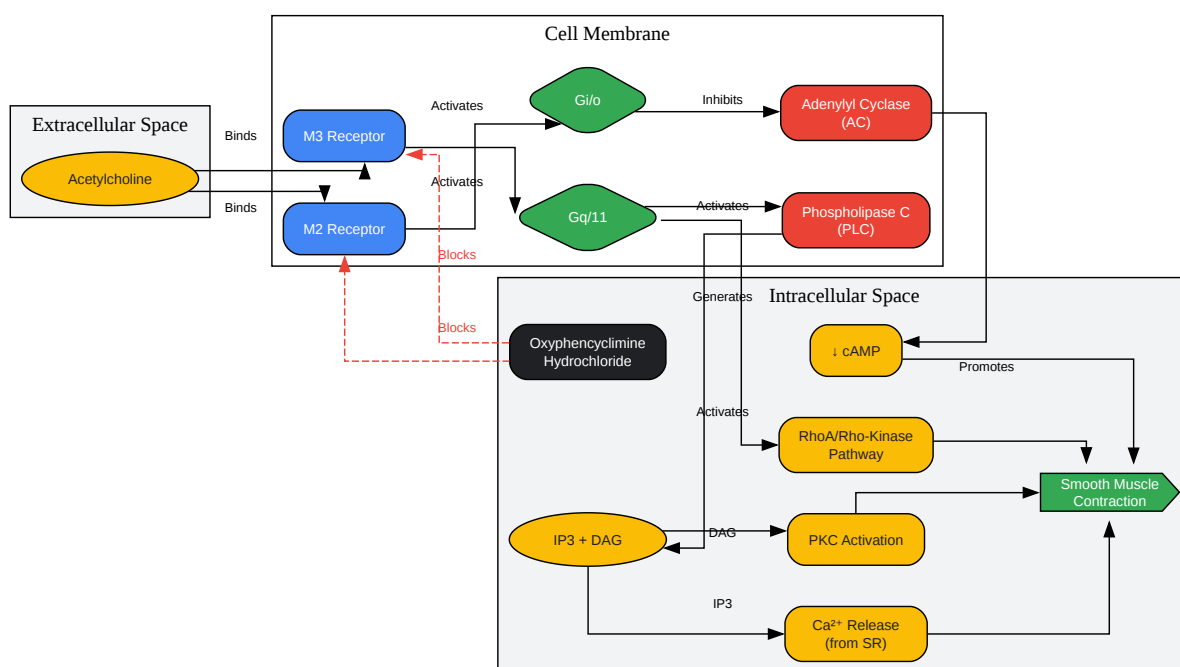 Cell Membrane
Extracellular Space
Acetylcholine
Binds
Binds
M3 Receptor
M2 Receptor
Activates
Activates
Gi/o
Gq/11
Inhibits
Activates
Adenylyl Cyclase
(AC)
Phospholipase C
(PLC)
Blocks
Blocks
Generates
Intracellular Space
Oxyphencyclimine
Hydrochloride
↓ cAMP
Promotes
Activates
RhoA/Rho-Kinase
Pathway
Smooth Muscle
Contraction
IP3 + DAG
DAG
PKC Activation
IP3
Ca²⁺ Release
(from SR)